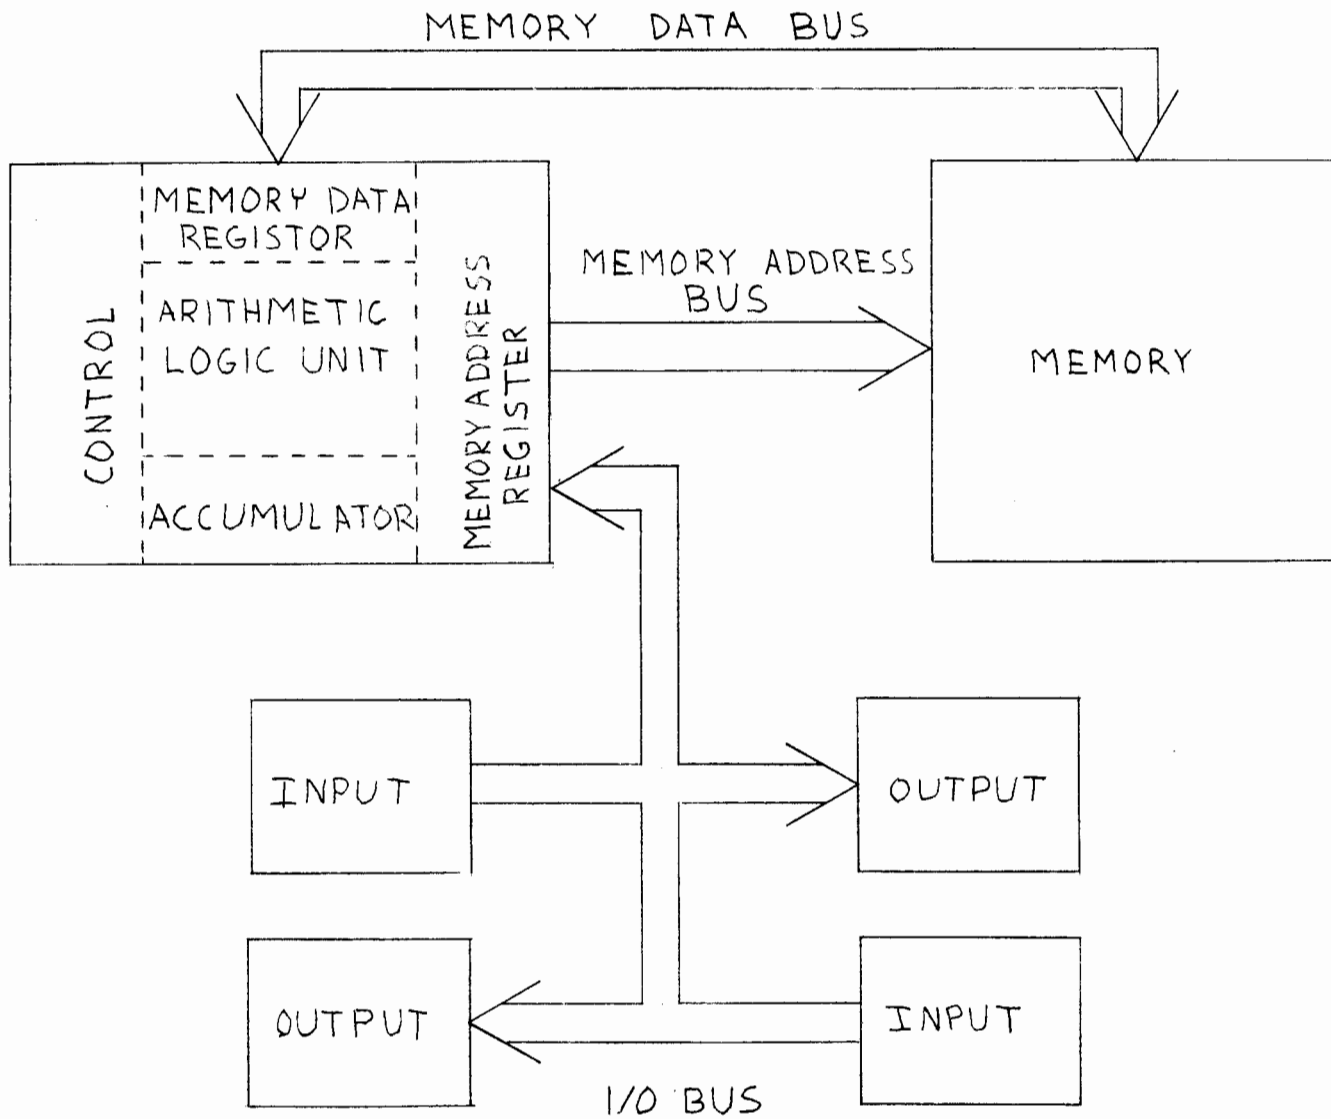 MEMORY DATA BUS
MEMORY DATA
REGISTOR
ARITHMETIC
LOGIC UNIT
ACCUMULATOR
CONTROL
MEMORY ADDRESS
REGISTER
MEMORY ADDRESS
BUS
MEMORY
INPUT
OUTPUT
OUTPUT
INPUT
I/O BUS